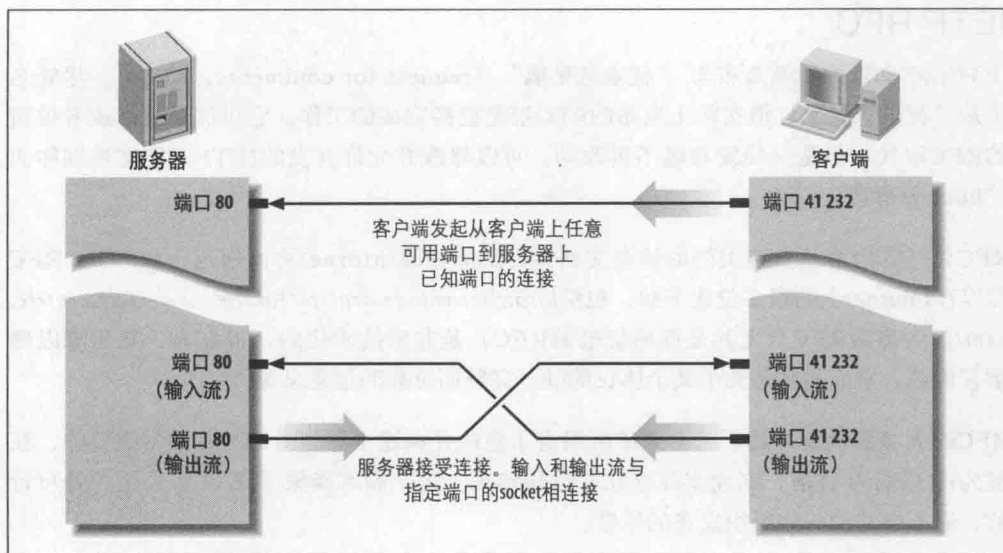 服务器
客户端
端口 80
端口 41 232
客户端发起从客户端上任意
可用端口到服务器上
已知端口的连接
端口 80
（输入流）
端口 41 232
（输入流）
端口 80
（输出流）
端口 41 232
（输出流）
服务器接受连接。输入和输出流与
指定端口的socket相连接